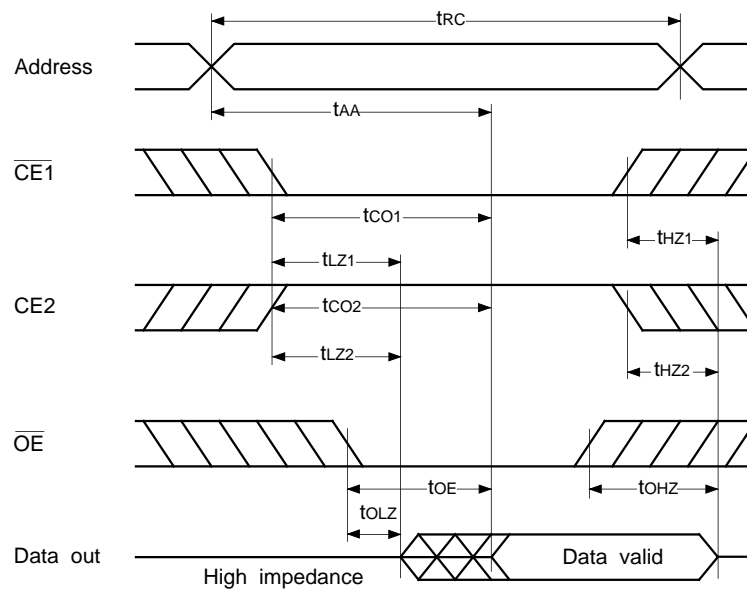 tRC
Address
tAA
CE1
tCO1
tHZ1
tLZ1
CE2
tCO2
tLZ2
tHZ2
OE
tOE
tOHZ
tOLZ
Data out
Data valid
High impedance